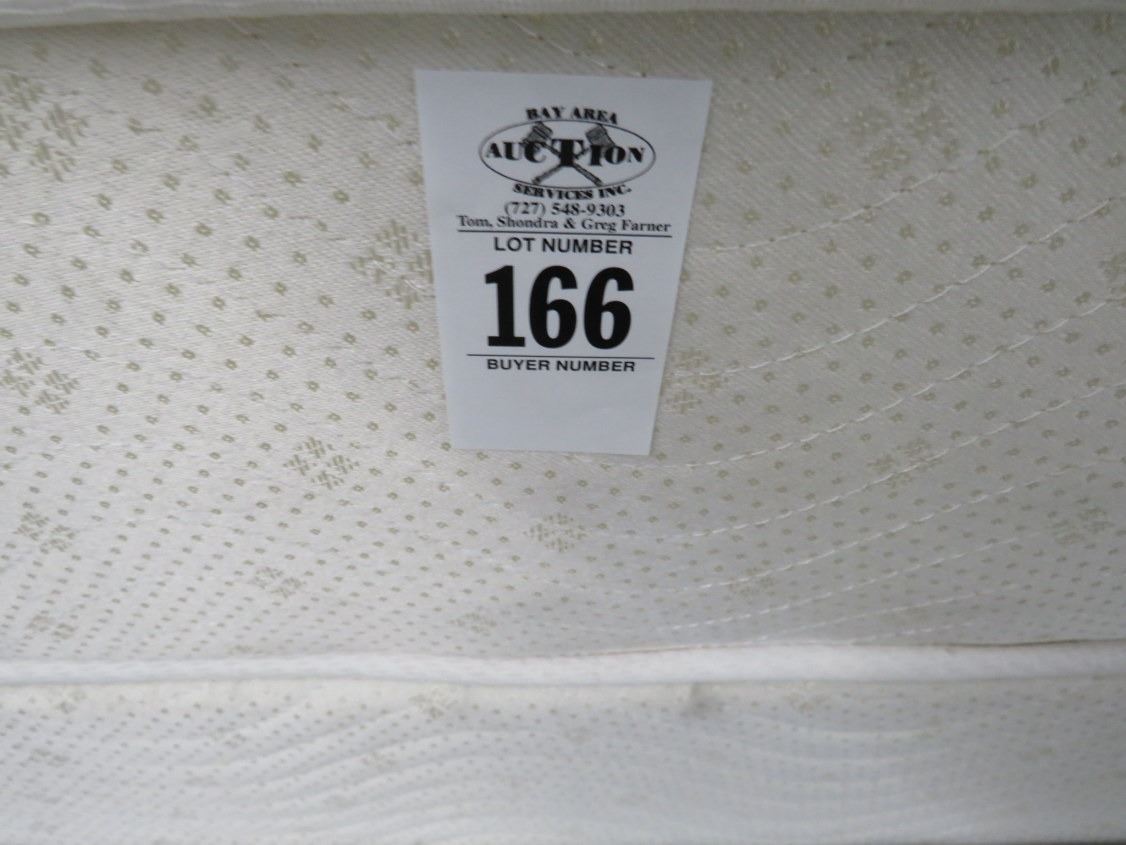 BAY AREA
AUCTION
SERVICES INC.
(727) 548-9303
Tom, Shondra & Greg Farner
LOT NUMBER
166
BUYER NUMBER